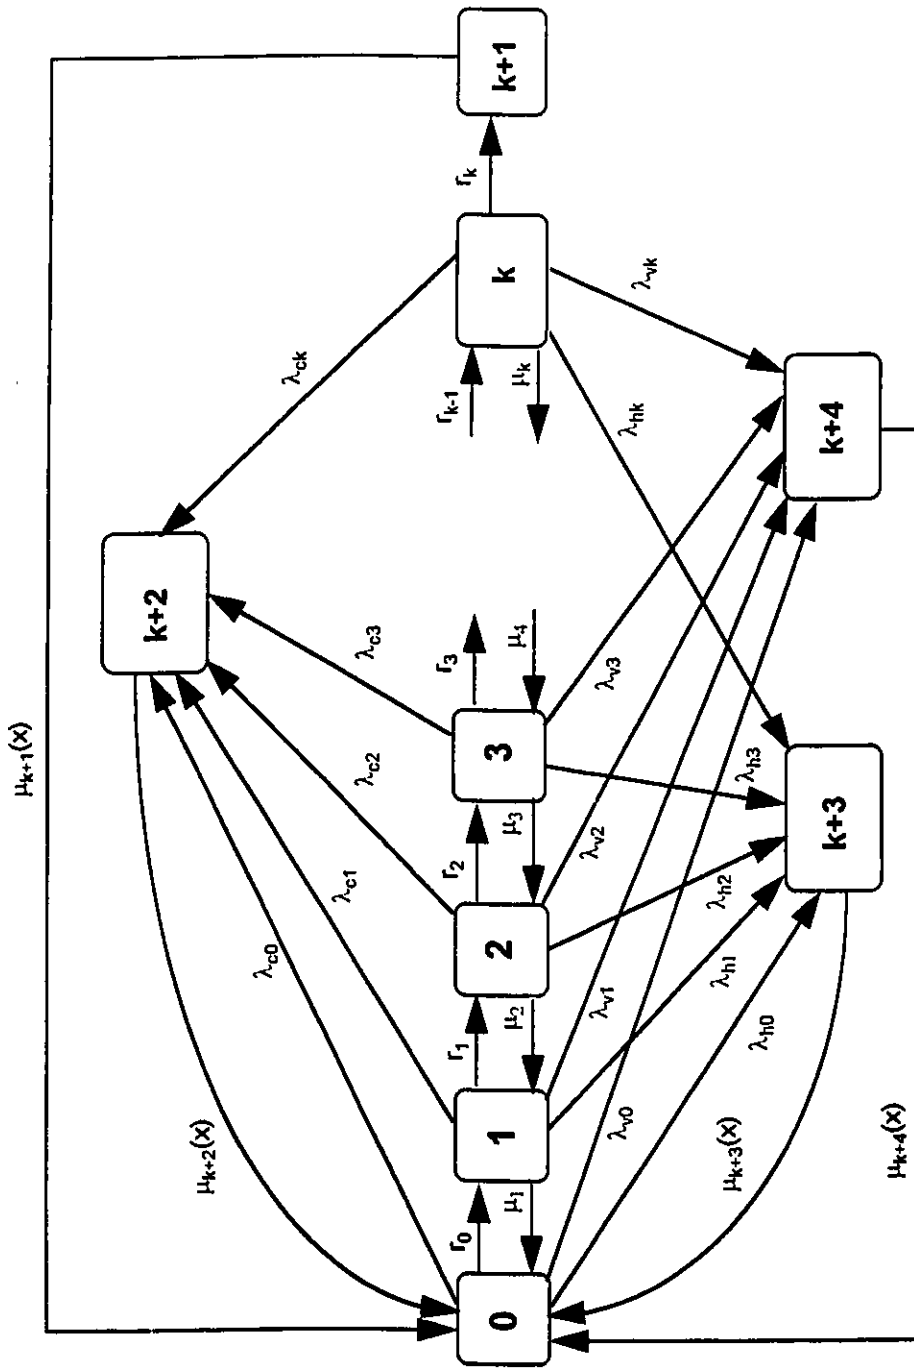 μk+1(x)
k+2
μk+2(x)
λc0
λc1
λc2
λc3
λck
0
r0
μ1
1
r1
μ2
2
r2
μ3
3
r3
μ4
rk-1
μk
k
rk
k+1
λv0
λv1
λv2
λv3
λvk
λh0
λh1
λh2
λh3
λhk
k+3
k+4
μk+3(x)
μk+4(x)